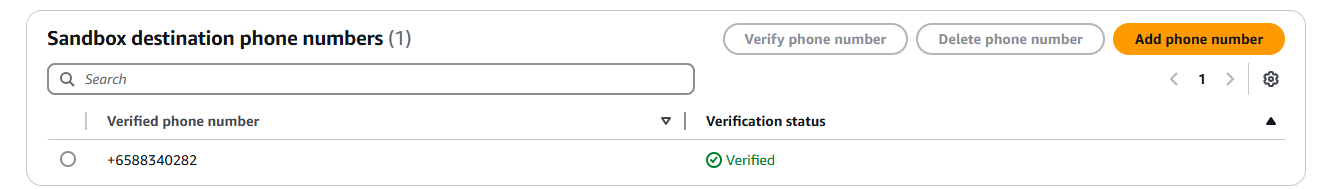 Sandbox destination phone numbers (1)
Verify phone number
Delete phone number
Add phone number
Search
1
Verified phone number
Verification status
+6588340282
Verified